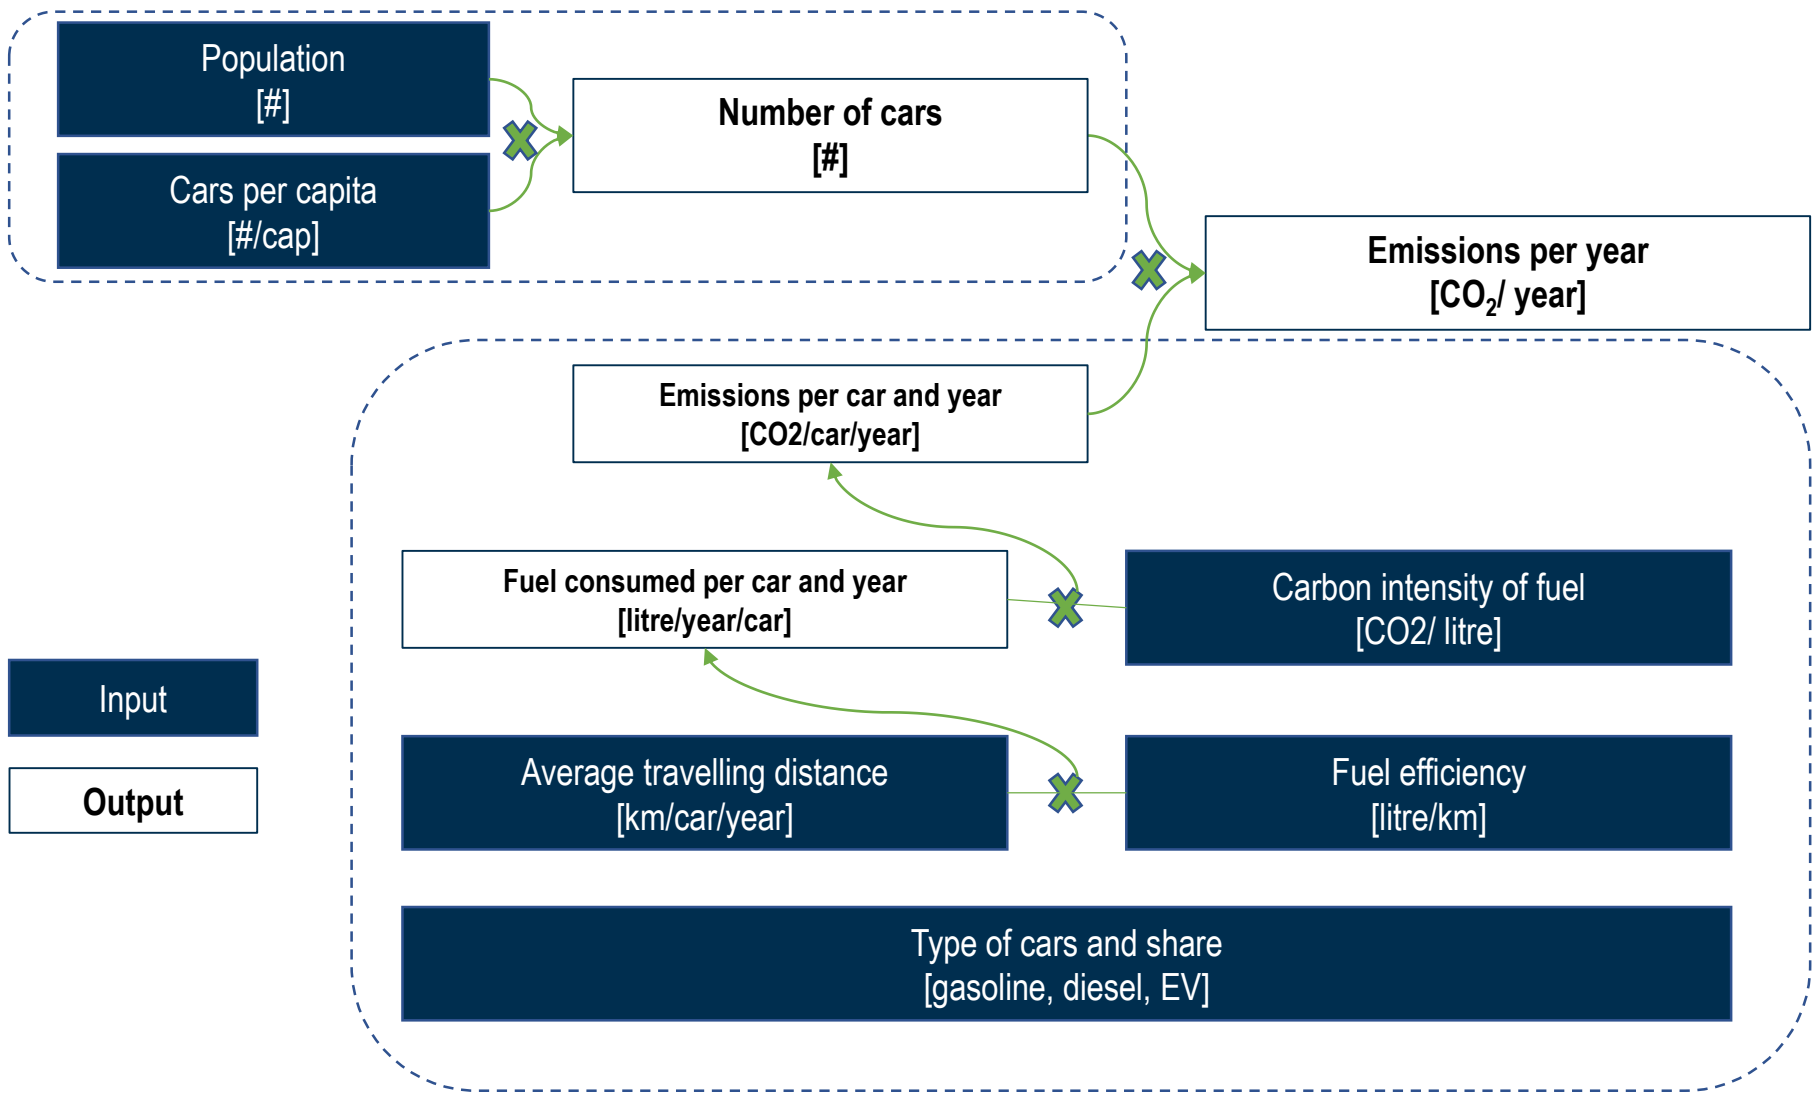 Population
[#]
Cars per capita
[#/cap]
Number of cars
[#]
Emissions per year
[CO₂/ year]
Emissions per car and year
[CO2/car/year]
Fuel consumed per car and year
[litre/year/car]
Carbon intensity of fuel
[CO2/ litre]
Input
Output
Average travelling distance
[km/car/year]
Fuel efficiency
[litre/km]
Type of cars and share
[gasoline, diesel, EV]